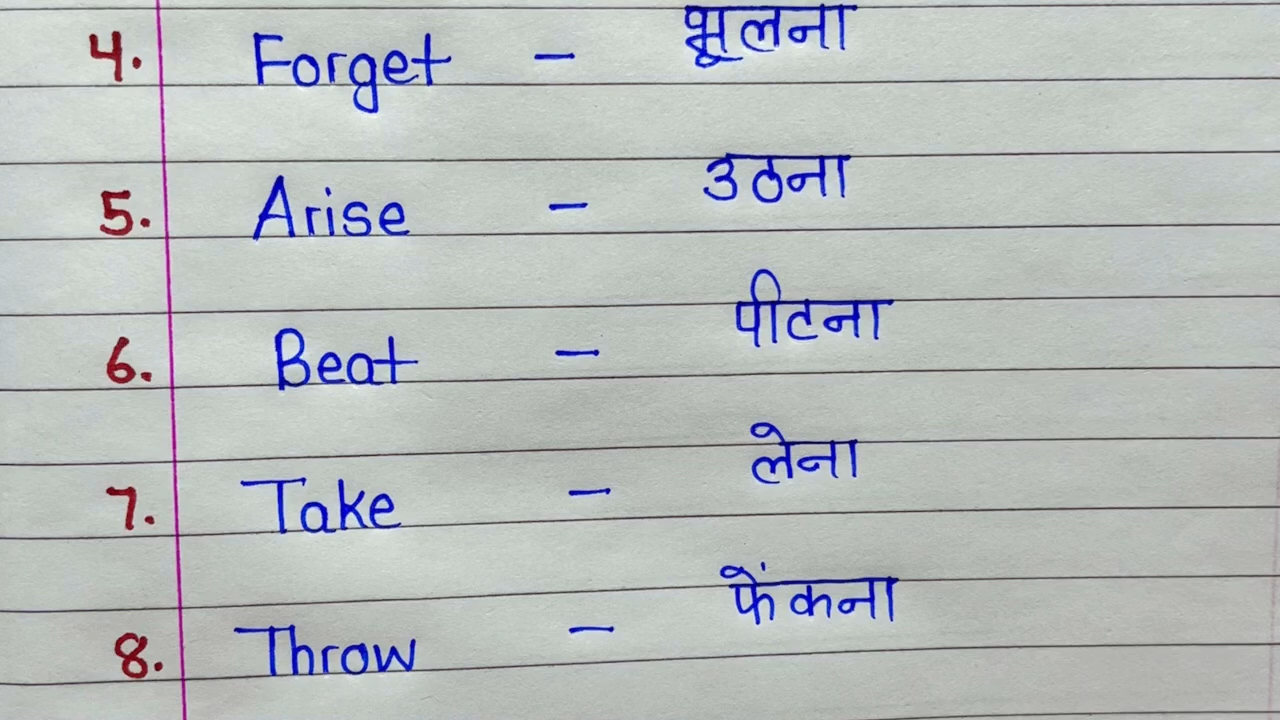 4. Forget - भूलना
5. Arise - उठना
6. Beat - पीटना
7. Take - लेना
8. Throw - फेंकना